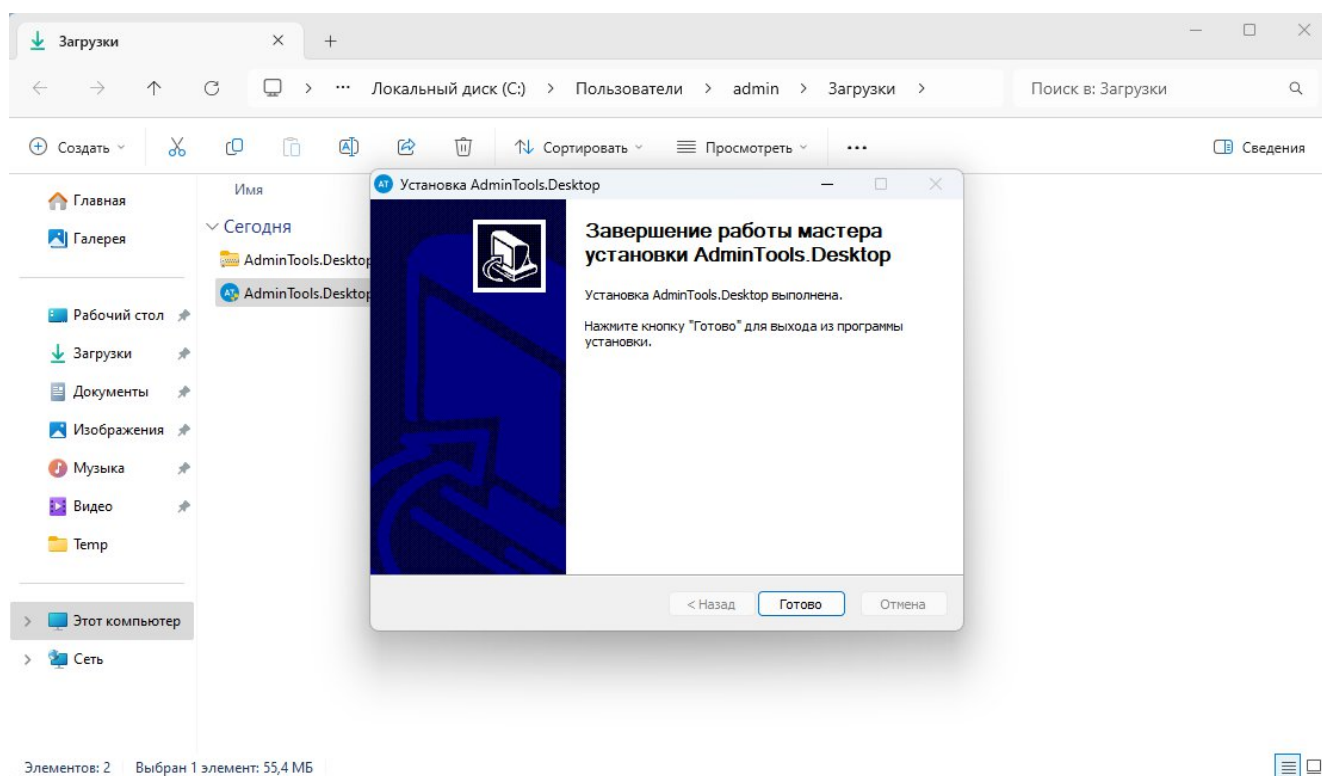 Загрузки
Локальный диск (C:) > Пользователи > admin > Загрузки >
Поиск в: Загрузки
Создать
Сортировать
Просмотреть
Сведения
Главная
Галерея
Рабочий стол
Загрузки
Документы
Изображения
Музыка
Видео
Temp
Этот компьютер
Сеть
Имя
Сегодня
AdminTools.Desktop
AdminTools.Desktop
AT Установка AdminTools.Desktop
Завершение работы мастера
установки AdminTools.Desktop
Установка AdminTools.Desktop выполнена.
Нажмите кнопку "Готово" для выхода из программы
установки.
< Назад
Готово
Отмена
Элементов: 2
Выбран 1 элемент: 55,4 МБ